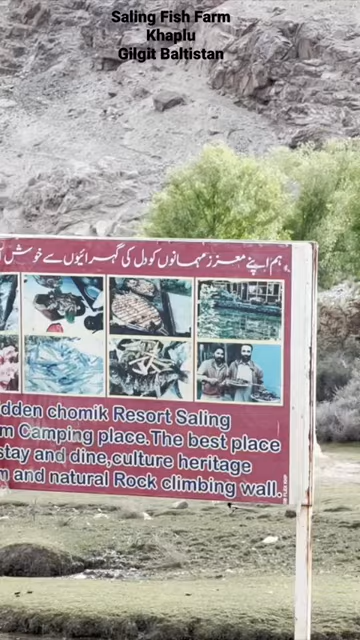 Saling Fish Farm
Khaplu
Gilgit Baltistan
ہم اپنے معزز مہمانوں کو دل کی گہرائیوں سے خوش
idden chomik Resort Saling
m Camping place.The best place
stay and dine,culture heritage
m and natural Rock climbing wall.